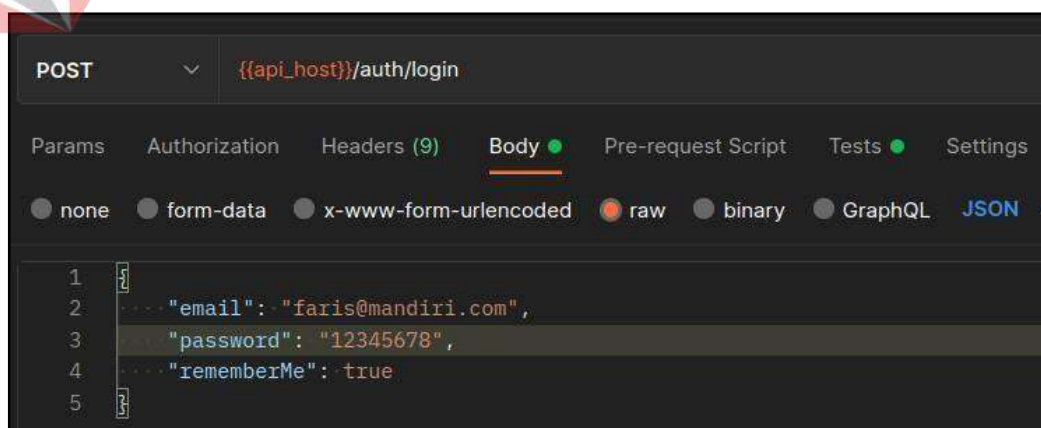 POST {{api_host}}/auth/login
Params Authorization Headers (9) Body Pre-request Script Tests Settings
none form-data x-www-form-urlencoded raw binary GraphQL JSON
1 {
2 "email": "faris@mandiri.com",
3 "password": "12345678",
4 "rememberMe": true
5 }